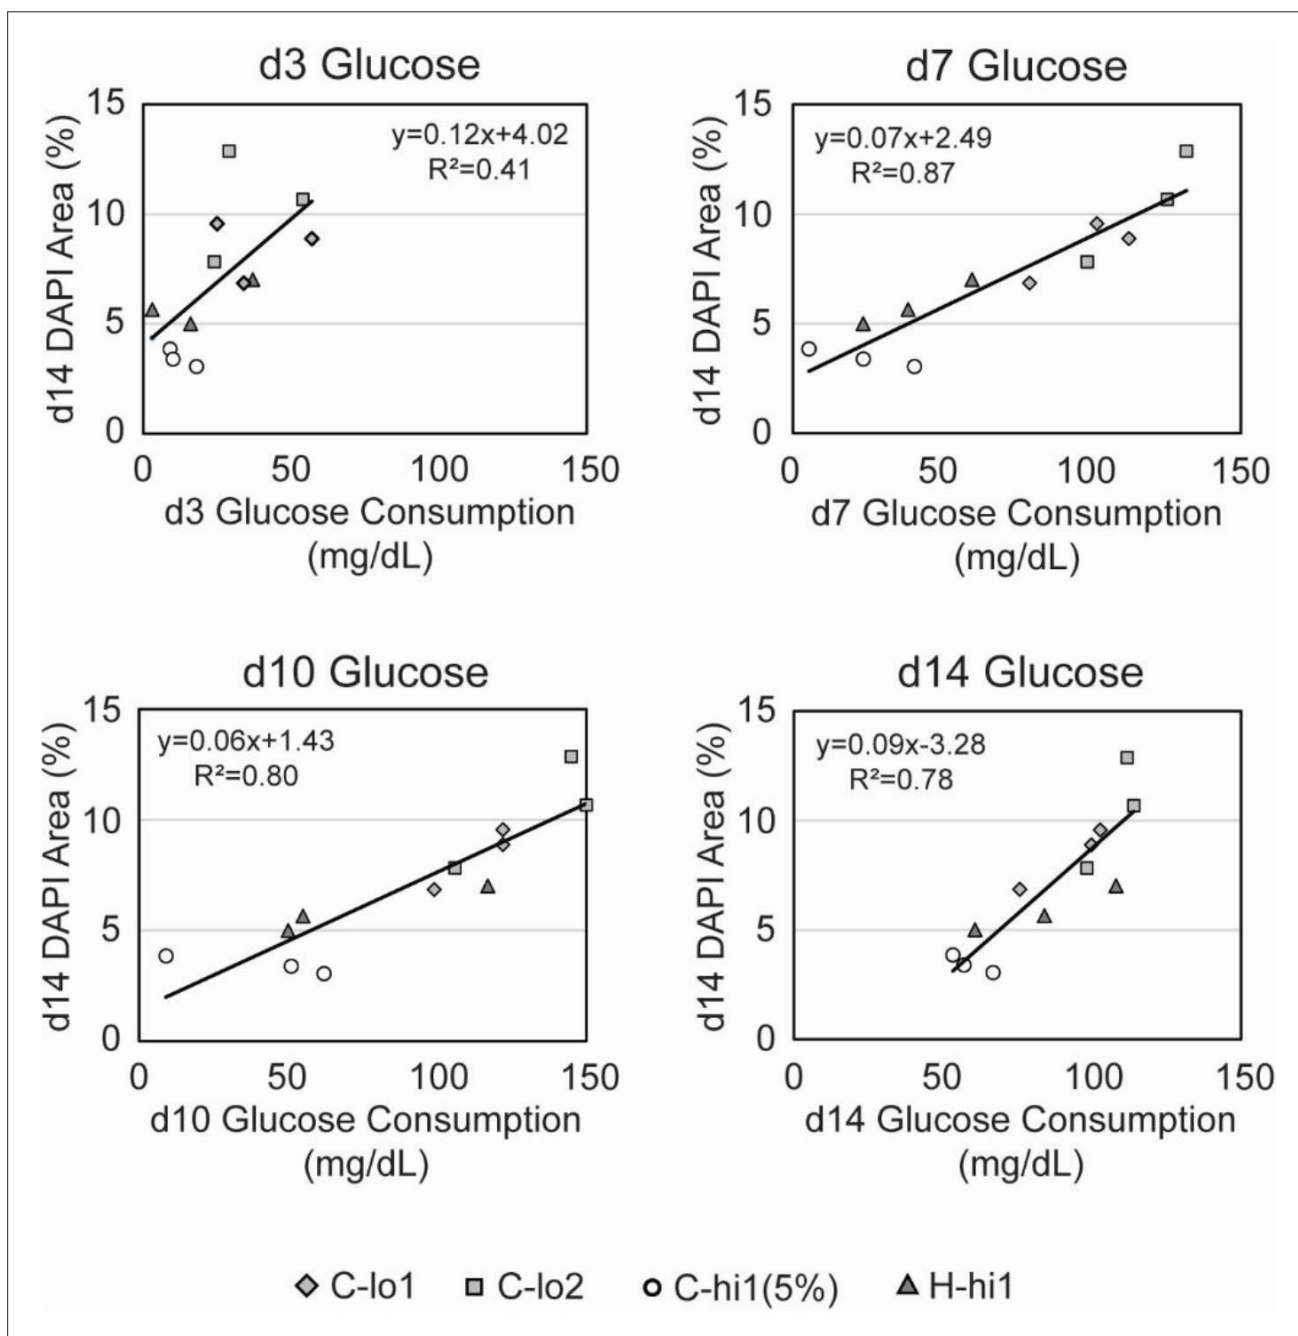 d3 Glucose
d14 DAPI Area (%)
15
10
5
0
y=0.12x+4.02
R²=0.41
0 50 100 150
d3 Glucose Consumption
(mg/dL)
d7 Glucose
d14 DAPI Area (%)
15
10
5
0
y=0.07x+2.49
R²=0.87
0 50 100 150
d7 Glucose Consumption
(mg/dL)
d10 Glucose
d14 DAPI Area (%)
15
10
5
0
y=0.06x+1.43
R²=0.80
0 50 100 150
d10 Glucose Consumption
(mg/dL)
d14 Glucose
d14 DAPI Area (%)
15
10
5
0
y=0.09x-3.28
R²=0.78
0 50 100 150
d14 Glucose Consumption
(mg/dL)
C-lo1 C-lo2 C-hi1(5%) H-hi1